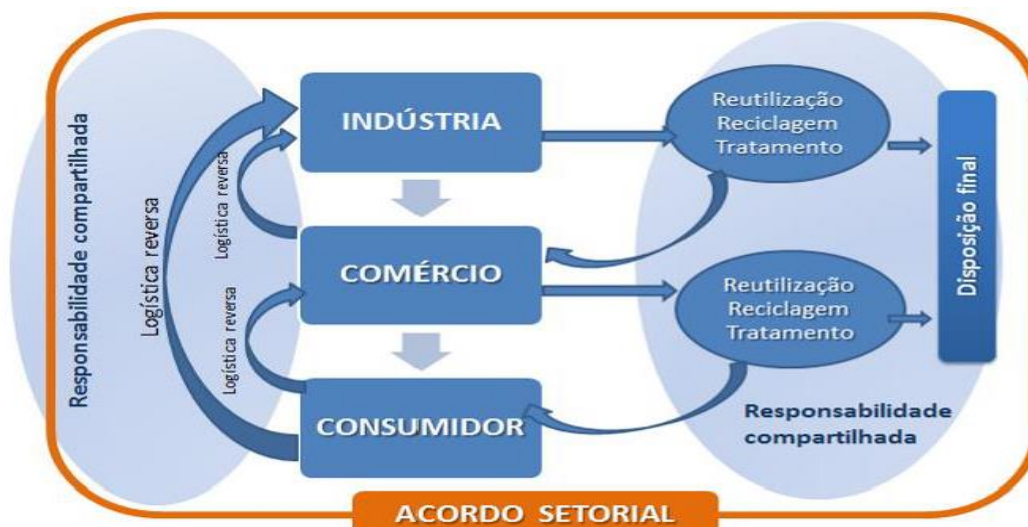 Responsabilidade compartilhada
Logística reversa
Logística reversa
Logística reversa
INDÚSTRIA
COMÉRCIO
CONSUMIDOR
Reutilização
Reciclagem
Tratamento
Reutilização
Reciclagem
Tratamento
Disposição final
Responsabilidade
compartilhada
ACORDO SETORIAL